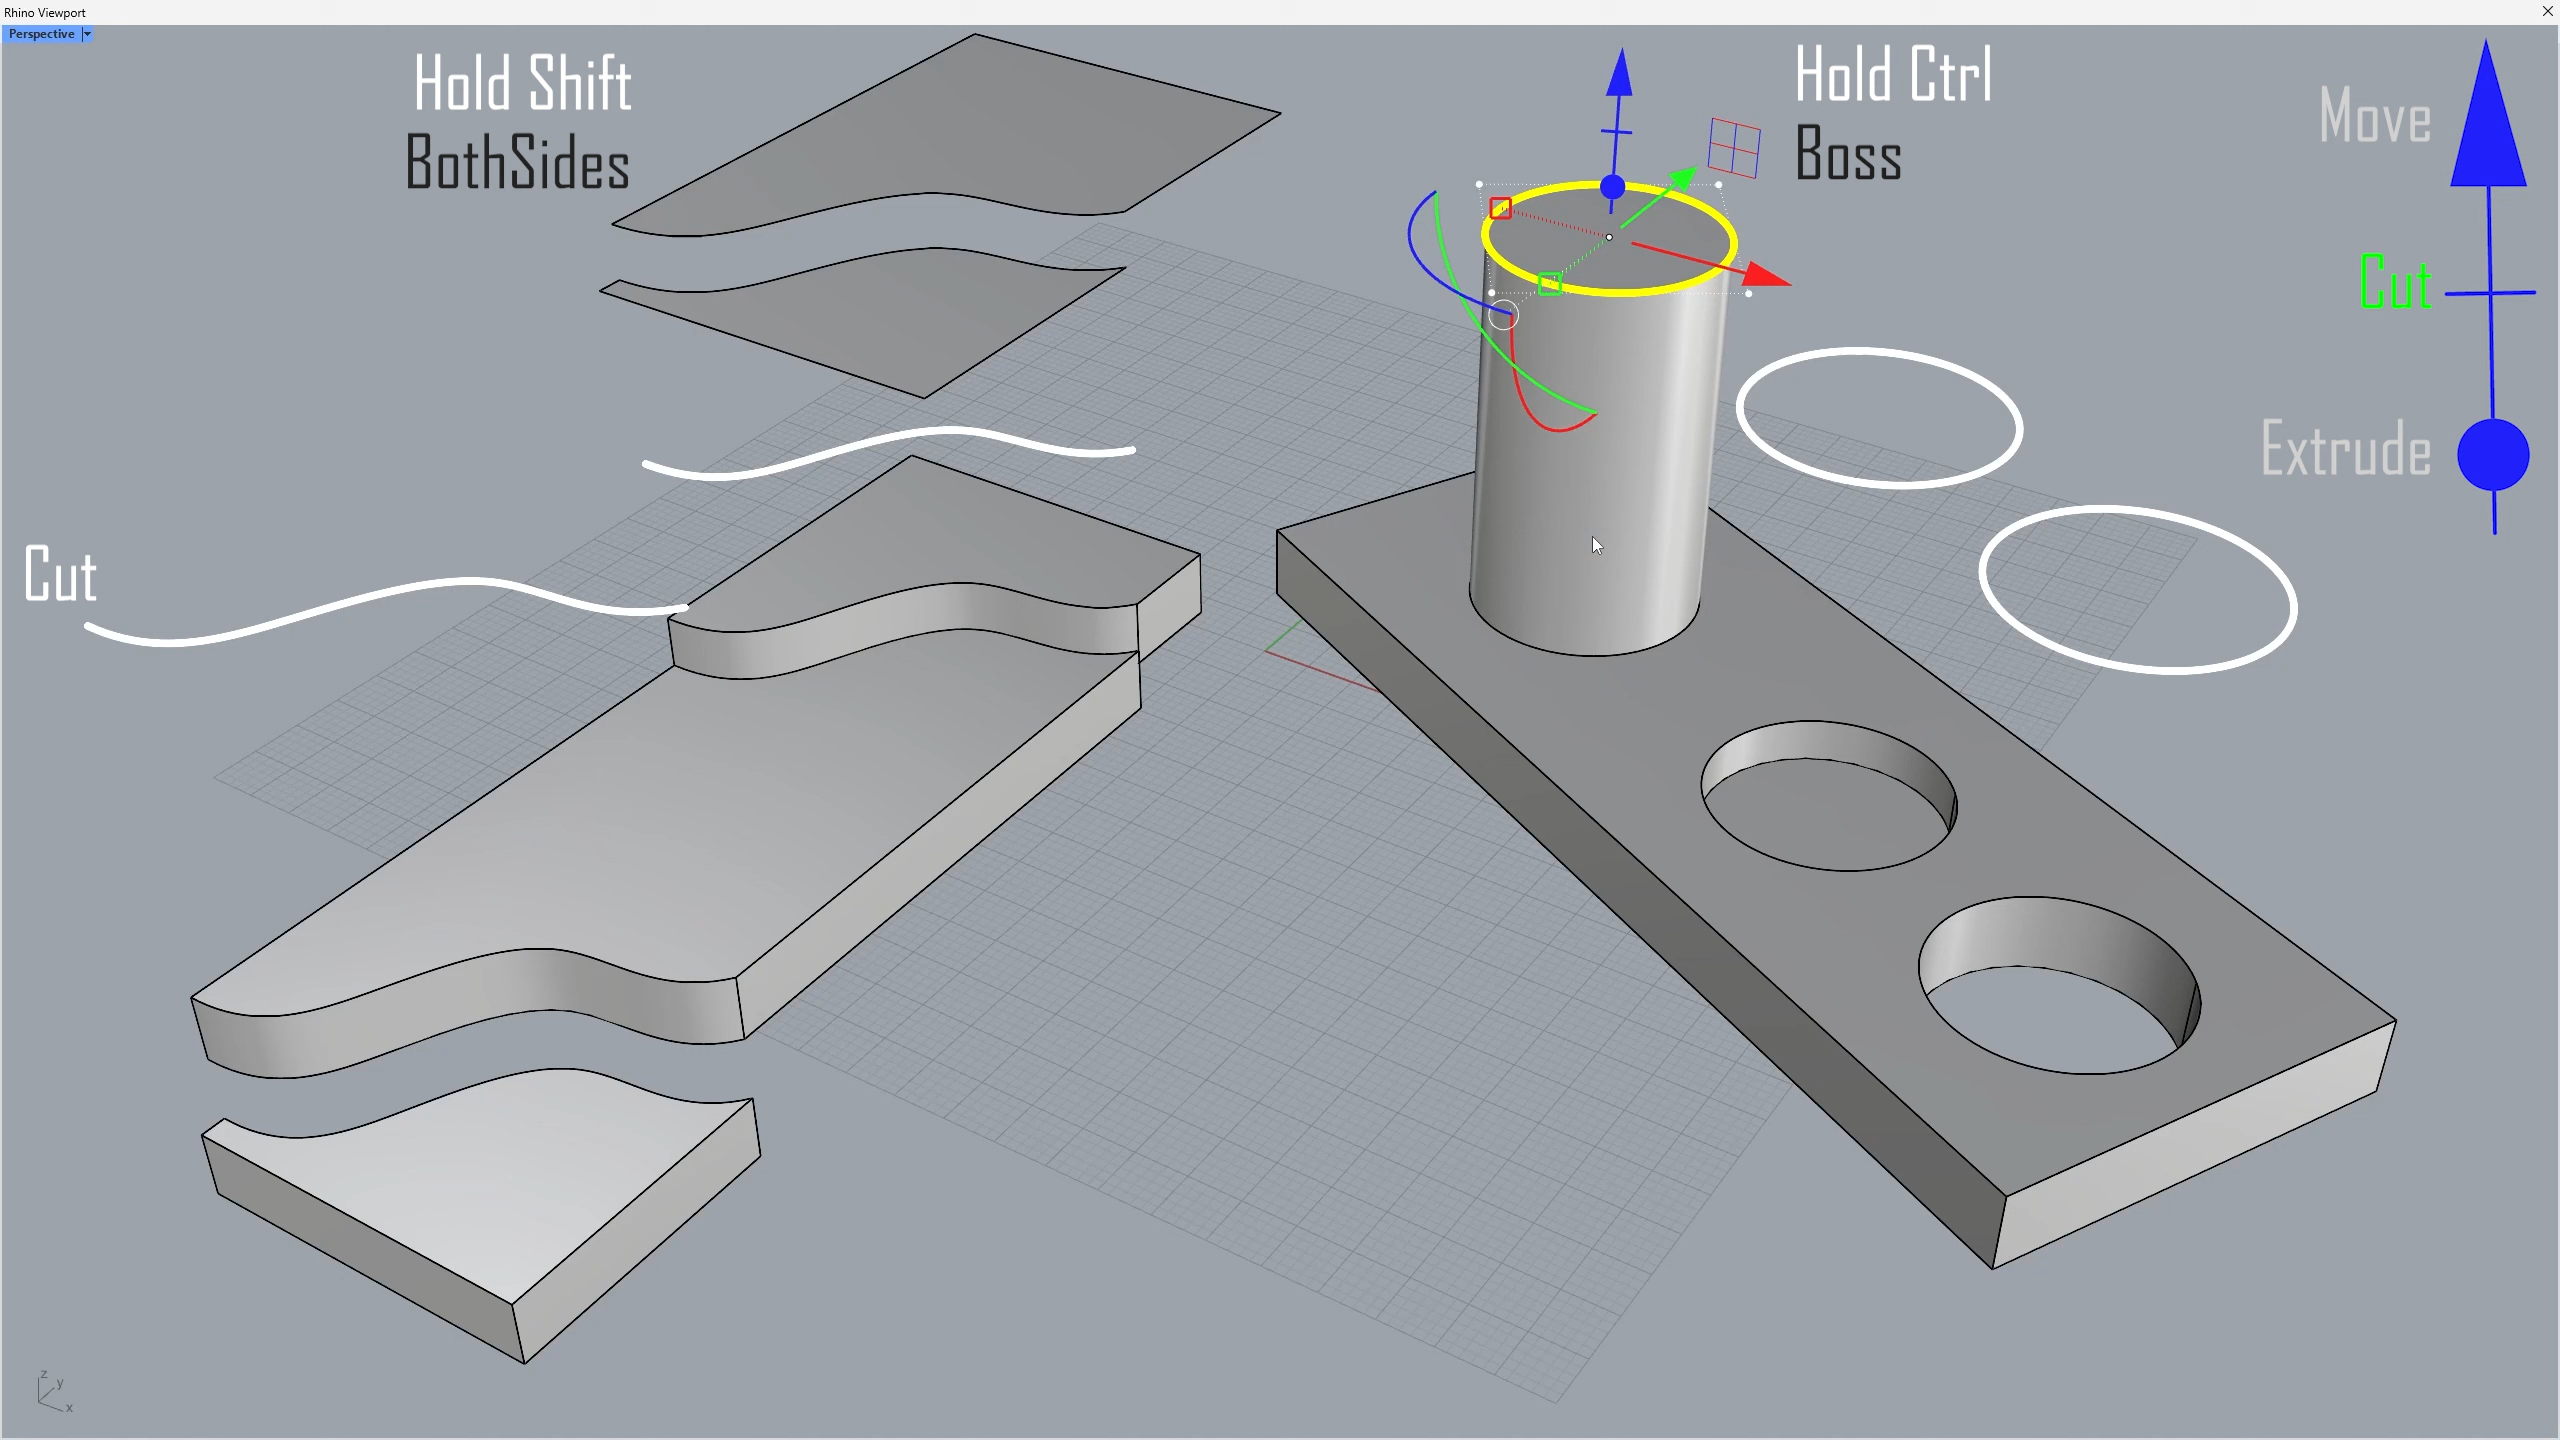 Rhino Viewport
Perspective
Hold Shift
BothSides
Hold Ctrl
Boss
Move
Cut
Extrude
Cut
z
y
x